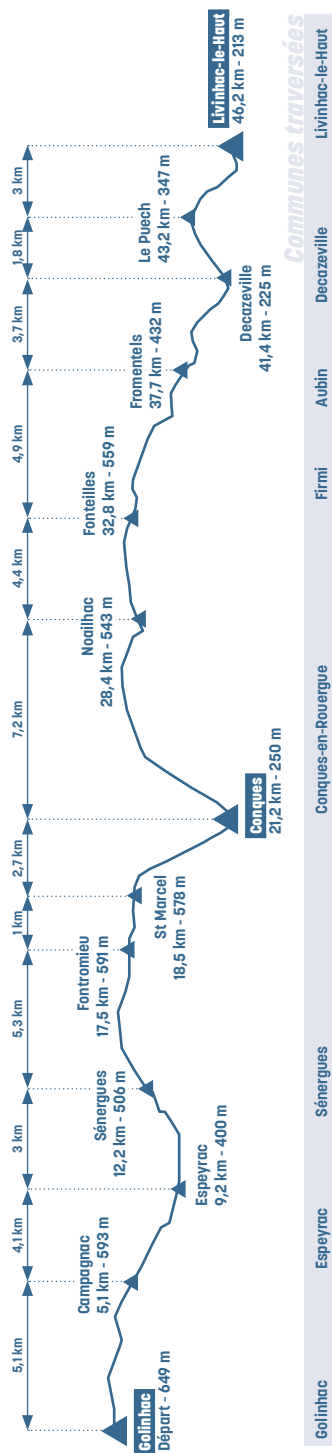 5,1 km
4,1 km
3 km
5,3 km
1 km
2,7 km
7,2 km
4,4 km
4,9 km
3,7 km
1,8 km
3 km
Golinhac
Départ - 649 m
Campagnac
5,1 km - 593 m
Espeyrac
9,2 km - 400 m
Sénergues
12,2 km - 506 m
Fontromieu
17,5 km - 591 m
St Marcel
18,5 km - 578 m
Conques
21,2 km - 250 m
Noailhac
28,4 km - 543 m
Fonteilles
32,8 km - 559 m
Fromentels
37,7 km - 432 m
Decazeville
41,4 km - 225 m
Le Puech
43,2 km - 347 m
Livinhac-le-Haut
46,2 km - 213 m
Communes traversées
Golinhac
Espeyrac
Sénergues
Conques-en-Rouergue
Firmi
Aubin
Decazeville
Livinhac-le-Haut